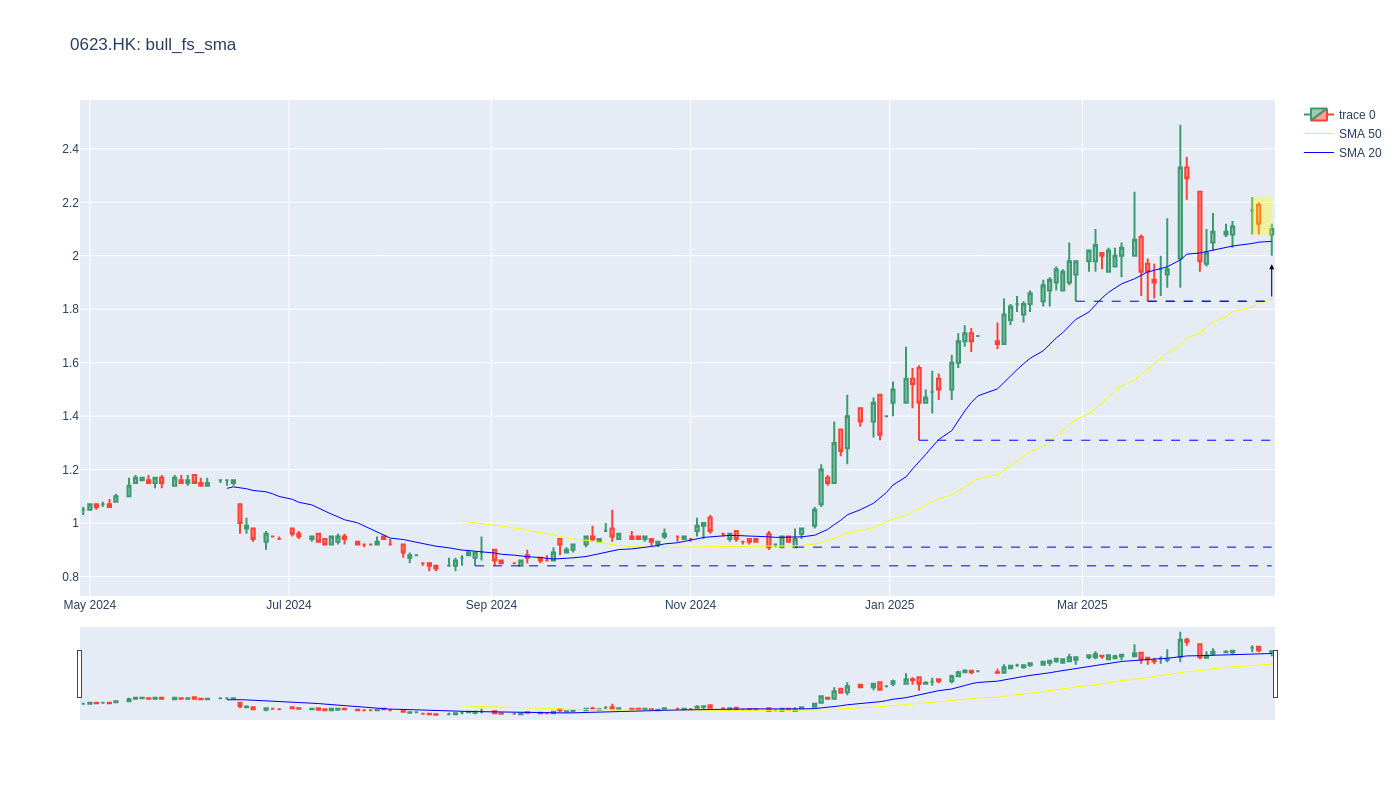 0623.HK: bull_fs_sma
trace 0
SMA 50
SMA 20
2.4
2.2
2
1.8
1.6
1.4
1.2
1
0.8
May 2024
Jul 2024
Sep 2024
Nov 2024
Jan 2025
Mar 2025